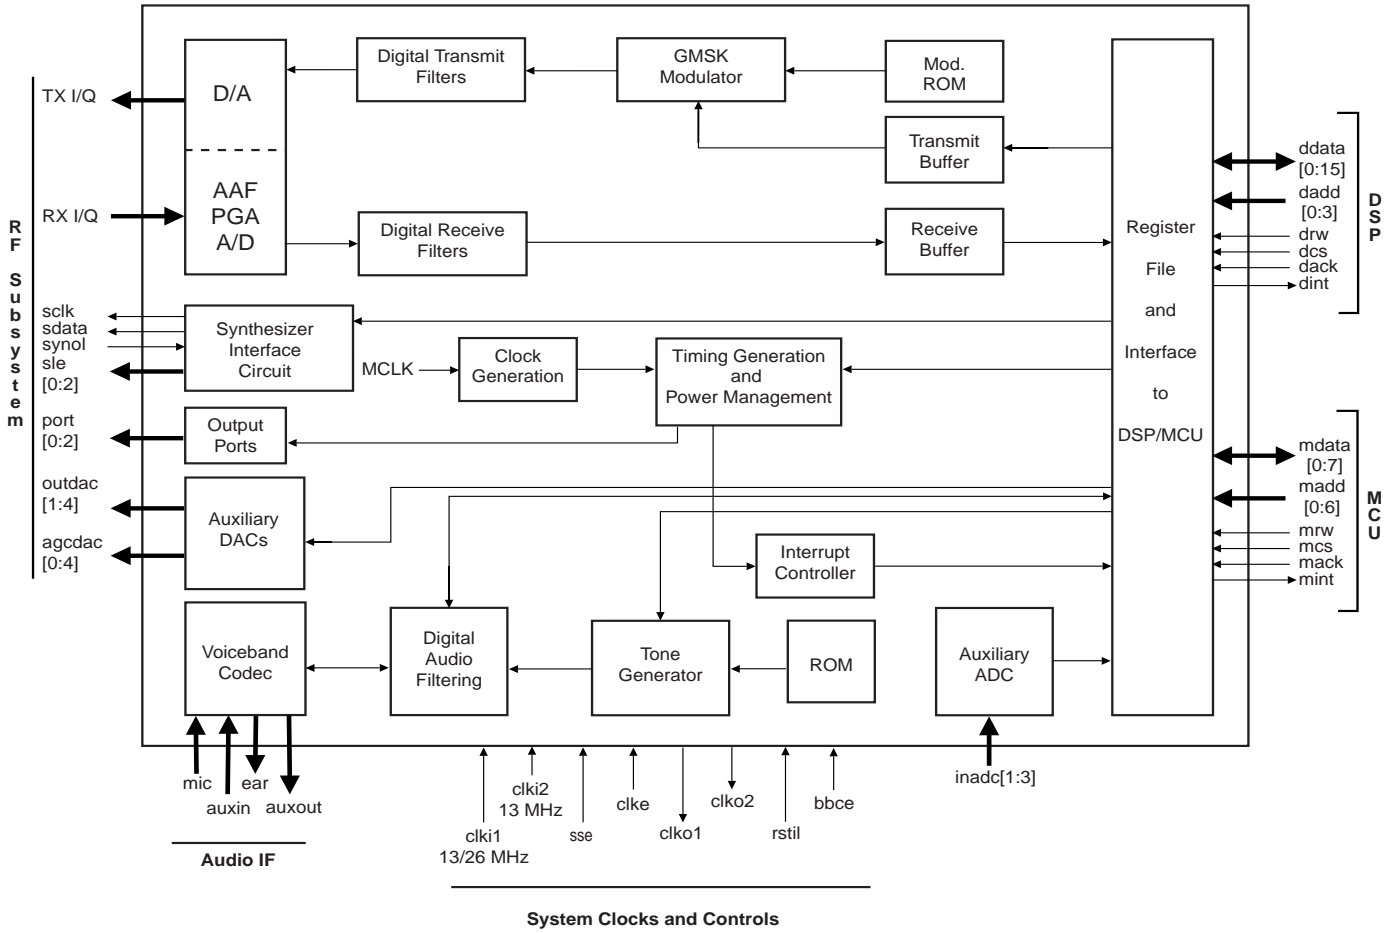 RF Subsystem
TX I/Q
RX I/Q
sclk
sdata
synol
sle
[0:2]
port
[0:2]
outdac
[1:4]
agcdac
[0:4]
D/A
AAF
PGA
A/D
Digital Transmit
Filters
GMSK
Modulator
Mod.
ROM
Transmit
Buffer
Digital Receive
Filters
Receive
Buffer
Synthesizer
Interface
Circuit
MCLK
Clock
Generation
Timing Generation
and
Power Management
Output
Ports
Auxiliary
DACs
Interrupt
Controller
Voiceband
Codec
Digital
Audio
Filtering
Tone
Generator
ROM
Auxiliary
ADC
Register
File
and
Interface
to
DSP/MCU
ddata
[0:15]
dadd
[0:3]
drw
dcs
dack
dint
DSP
mdata
[0:7]
madd
[0:6]
mrw
mcs
mack
mint
MCU
mic
auxin
ear
auxout
Audio IF
clki1
13/26 MHz
clki2
13 MHz
sse
clke
clko1
clko2
rstil
bbce
inadc[1:3]
System Clocks and Controls